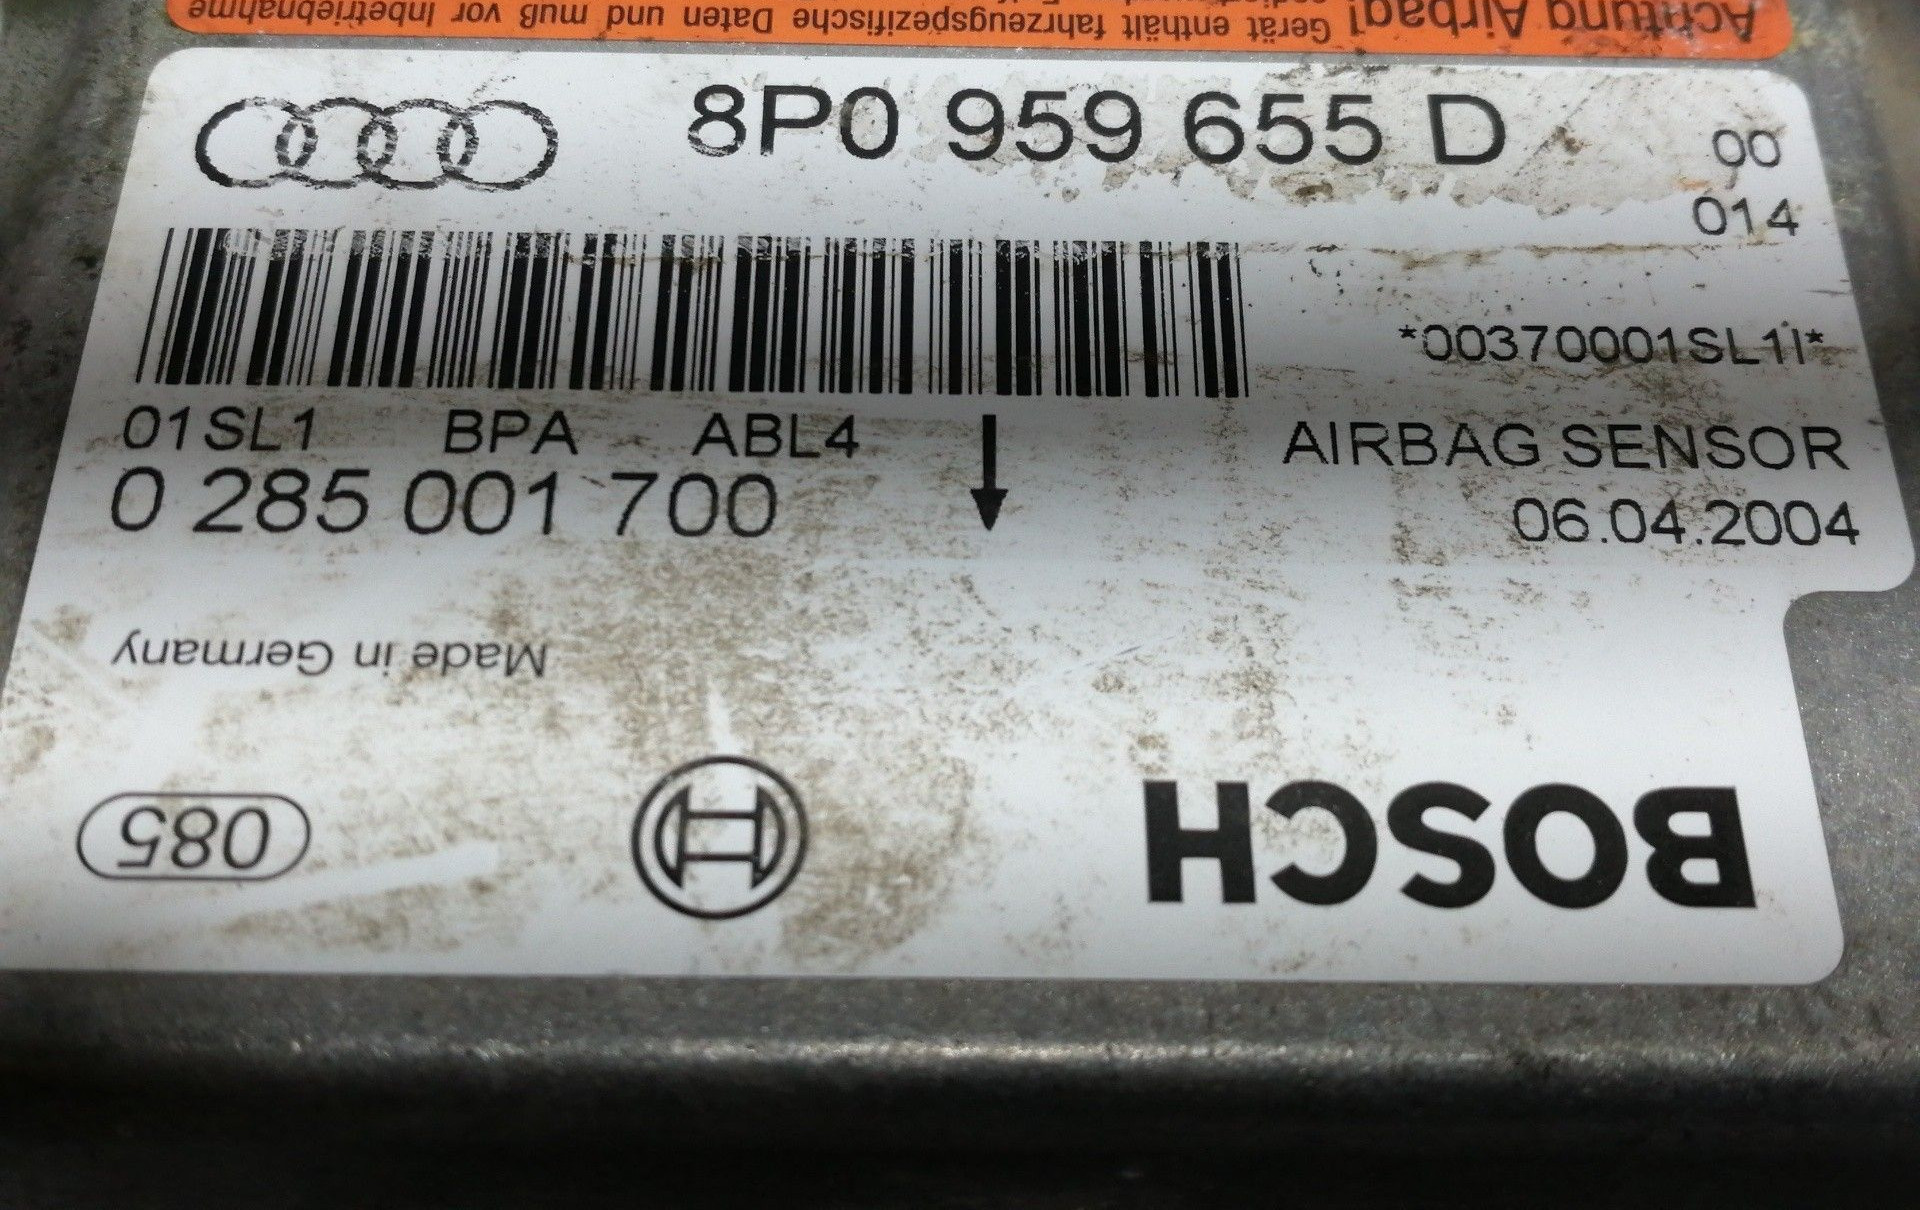 Achtung Airbag! Gerät enthält fahrzeugspezifische Daten und muß vor Inbetriebnahme
8P0 959 655 D
00
014
*00370001SL1I*
01SL1 BPA ABL4
AIRBAG SENSOR
0 285 001 700
06.04.2004
Made in Germany
085
BOSCH